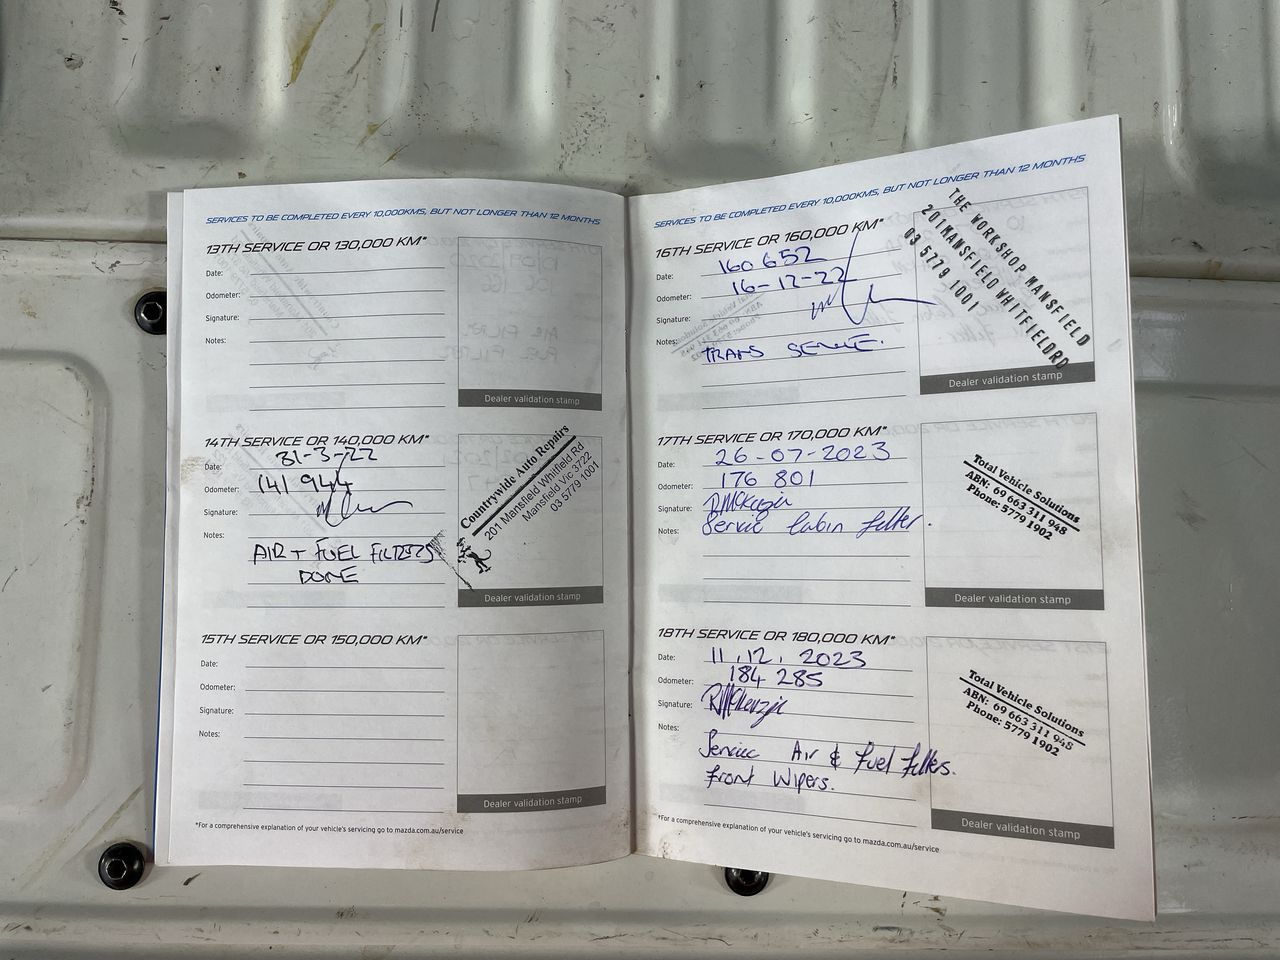 SERVICES TO BE COMPLETED EVERY 10,000KMS, BUT NOT LONGER THAN 12 MONTHS
13TH SERVICE OR 130,000 KM*
Date:
Odometer:
Signature:
Notes:
Dealer validation stamp
14TH SERVICE OR 140,000 KM*
Date: 31-3-22
Odometer: 141 944
Signature:
Notes:
AIR + FUEL FILTERS
DONE
Countrywide Auto Repairs
201 Mansfield Whitfield Rd
Mansfield Vic 3722
03 5779 1001
Dealer validation stamp
15TH SERVICE OR 150,000 KM*
Date:
Odometer:
Signature:
Notes:
Dealer validation stamp
*For a comprehensive explanation of your vehicle's servicing go to mazda.com.au/service
SERVICES TO BE COMPLETED EVERY 10,000KMS, BUT NOT LONGER THAN 12 MONTHS
16TH SERVICE OR 160,000 KM*
Date: 160 652
Odometer: 16-12-22
Signature:
Notes:
TRANS SERVICE.
THE WORKSHOP MANSFIELD
201MANSFIELD WHITFIELDRD
03 5779 1001
Dealer validation stamp
17TH SERVICE OR 170,000 KM*
Date: 26-07-2023
Odometer: 176 801
Signature: RMcKenzie
Notes: Service Cabin filter.
Total Vehicle Solutions
ABN: 69 663 311 948
Phone: 5779 1902
Dealer validation stamp
18TH SERVICE OR 180,000 KM*
Date: 11.12.2023
Odometer: 184 285
Signature: RMcKenzie
Notes:
Service Air & Fuel filters.
Front Wipers.
Total Vehicle Solutions
ABN: 69 663 311 948
Phone: 5779 1902
Dealer validation stamp
*For a comprehensive explanation of your vehicle's servicing go to mazda.com.au/service